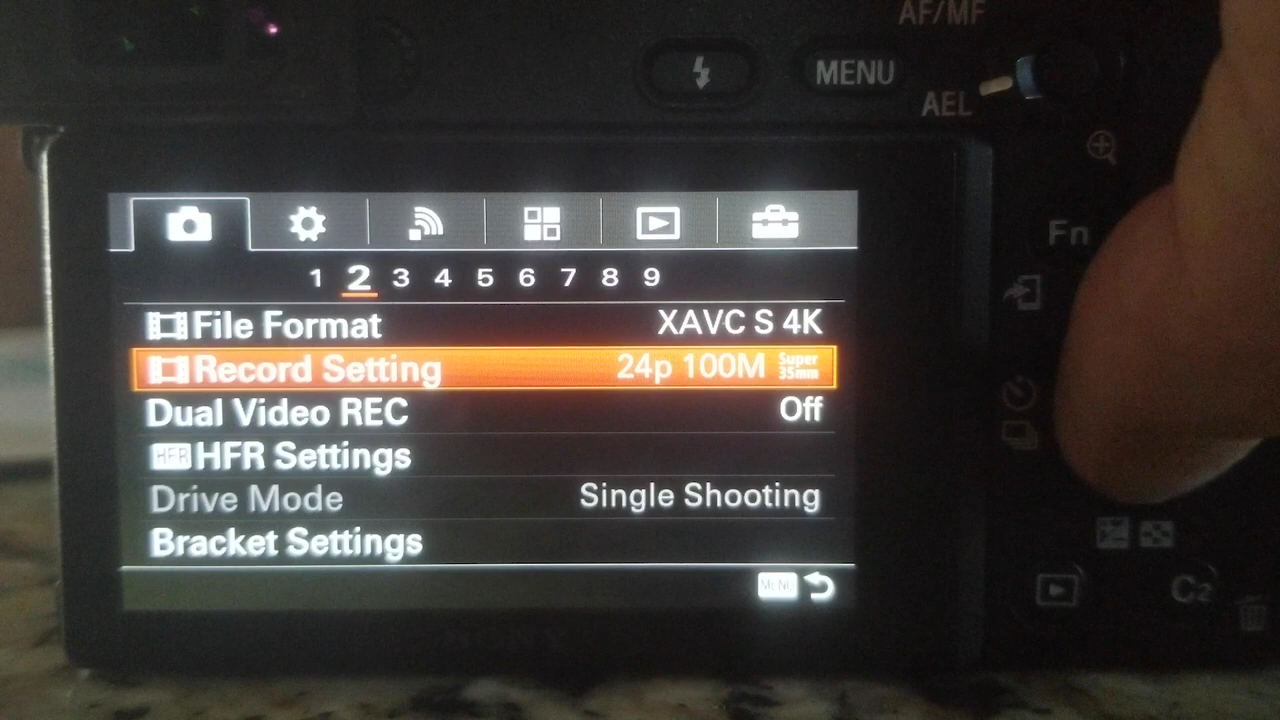 AF/MF
MENU
AEL
Fn
1 2 3 4 5 6 7 8 9
File Format XAVC S 4K
Record Setting 24p 100M Super 35mm
Dual Video REC Off
HFR HFR Settings
Drive Mode Single Shooting
Bracket Settings
MENU
C2
SONY